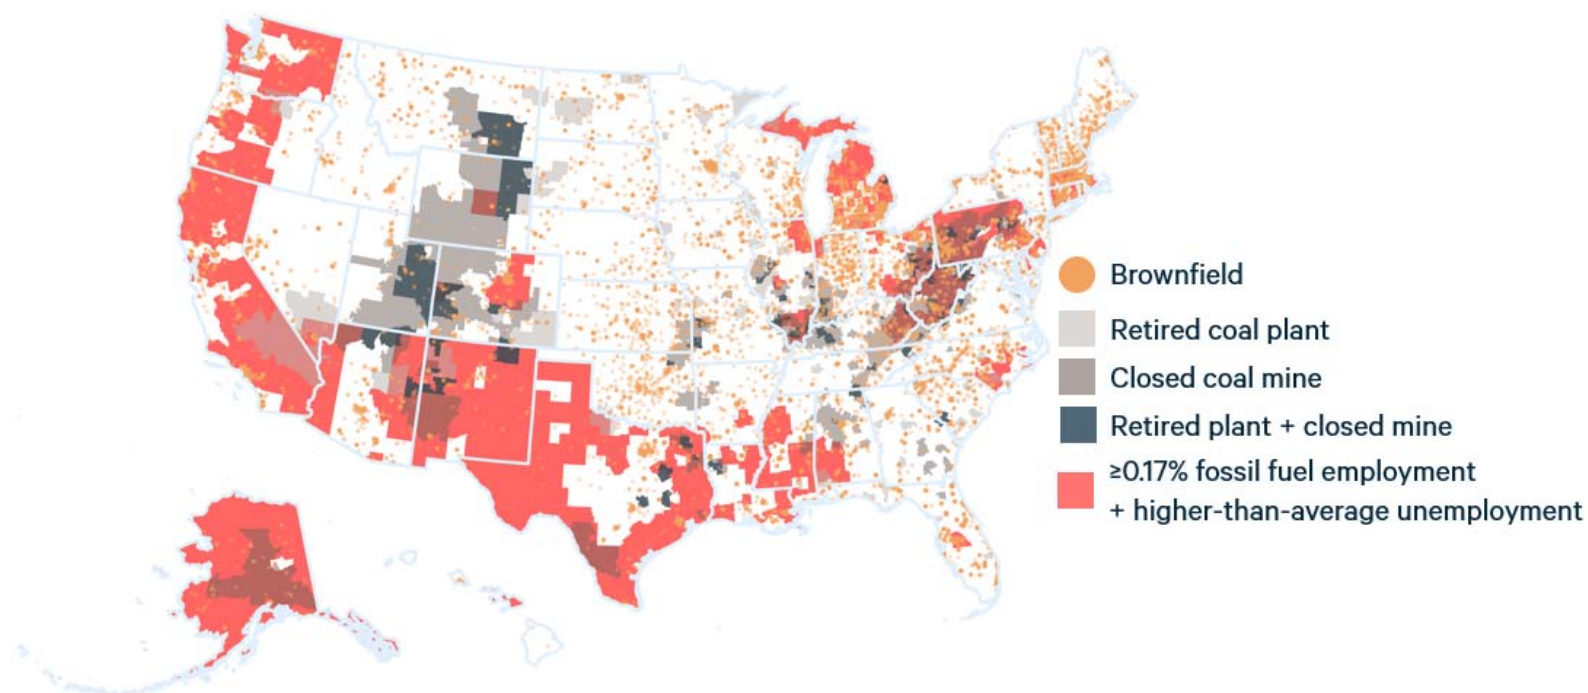 Brownfield
Retired coal plant
Closed coal mine
Retired plant + closed mine
≥0.17% fossil fuel employment
+ higher-than-average unemployment